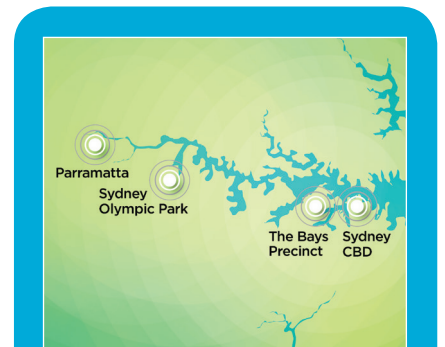 Parramatta
Sydney
Olympic Park
The Bays
Precinct
Sydney
CBD